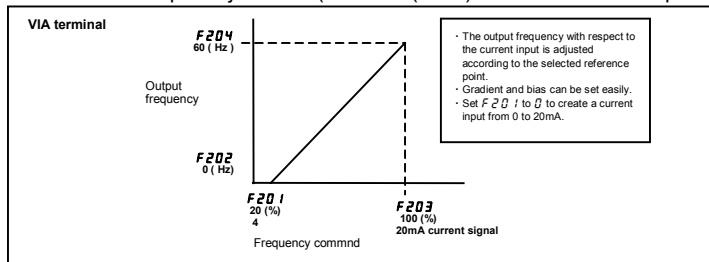 VIA terminal
F204
60 ( Hz )
Output
frequency
F202
0 ( Hz)
F201
20 (%)
4
F203
100 (%)
20mA current signal
Frequency commnd
· The output frequency with respect to
the current input is adjusted
according to the selected reference
point.
· Gradient and bias can be set easily.
· Set F201 to 0 to create a current
input from 0 to 20mA.